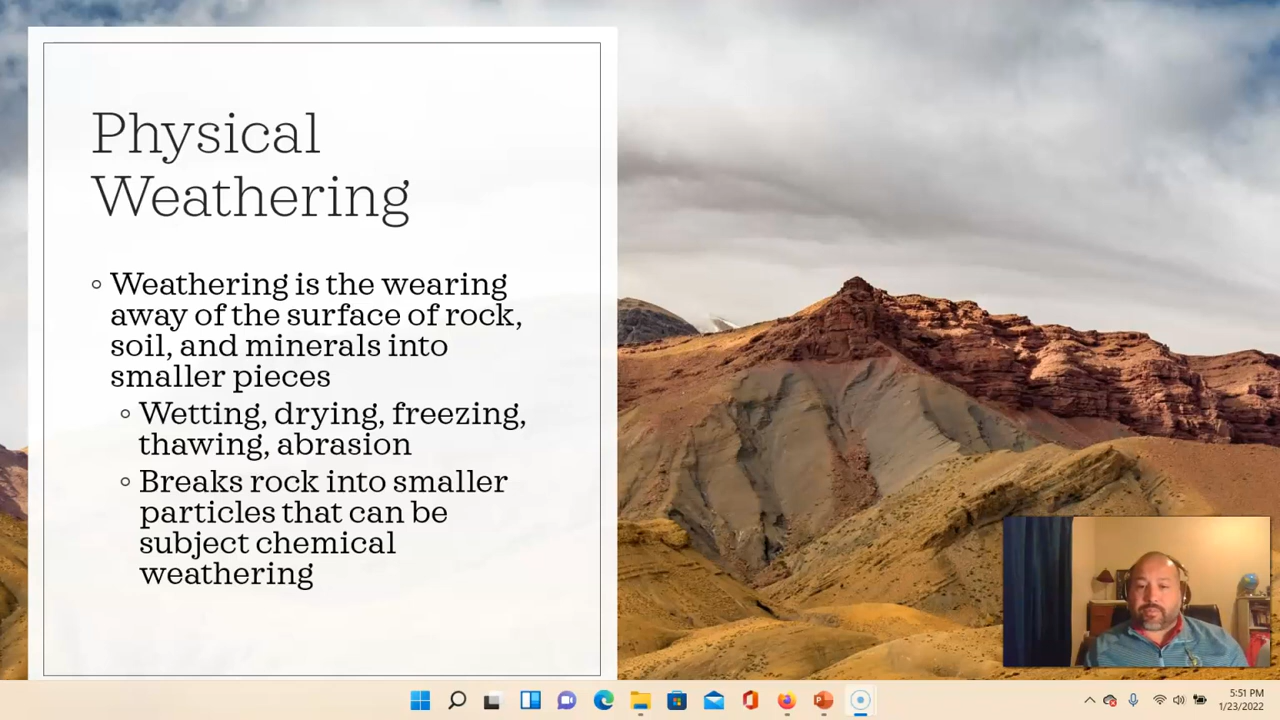 Physical
Weathering
Weathering is the wearing
away of the surface of rock,
soil, and minerals into
smaller pieces
Wetting, drying, freezing,
thawing, abrasion
Breaks rock into smaller
particles that can be
subject chemical
weathering
5:51 PM
1/23/2022